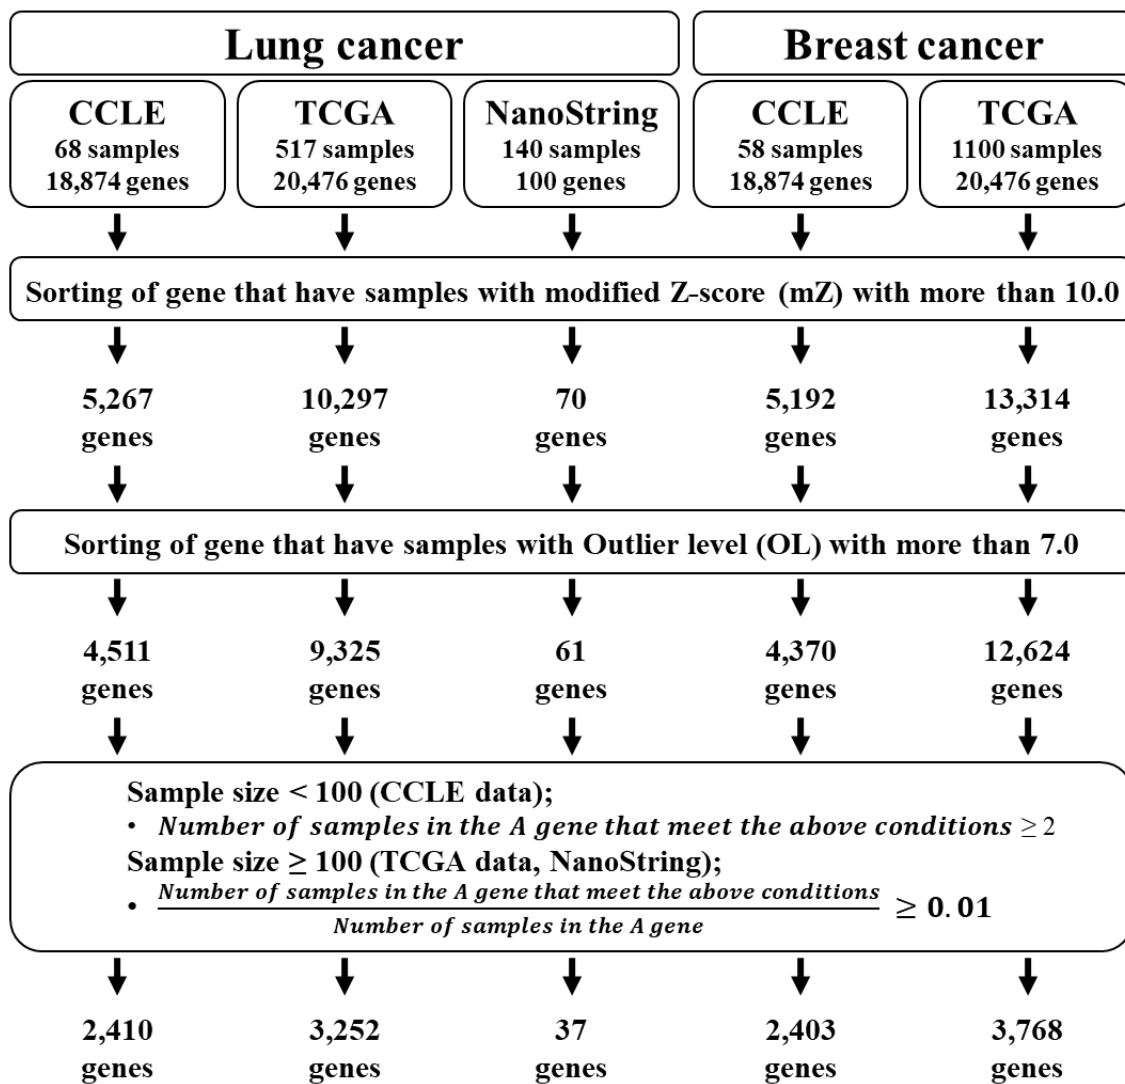 Lung cancer
Breast cancer
CCLE
68 samples
18,874 genes
TCGA
517 samples
20,476 genes
NanoString
140 samples
100 genes
CCLE
58 samples
18,874 genes
TCGA
1100 samples
20,476 genes
Sorting of gene that have samples with modified Z-score (mZ) with more than 10.0
5,267
genes
10,297
genes
70
genes
5,192
genes
13,314
genes
Sorting of gene that have samples with Outlier level (OL) with more than 7.0
4,511
genes
9,325
genes
61
genes
4,370
genes
12,624
genes
Sample size < 100 (CCLE data);
• Number of samples in the A gene that meet the above conditions ≥ 2
Sample size ≥ 100 (TCGA data, NanoString);
• Number of samples in the A gene that meet the above conditions
Number of samples in the A gene
≥ 0.01
2,410
genes
3,252
genes
37
genes
2,403
genes
3,768
genes